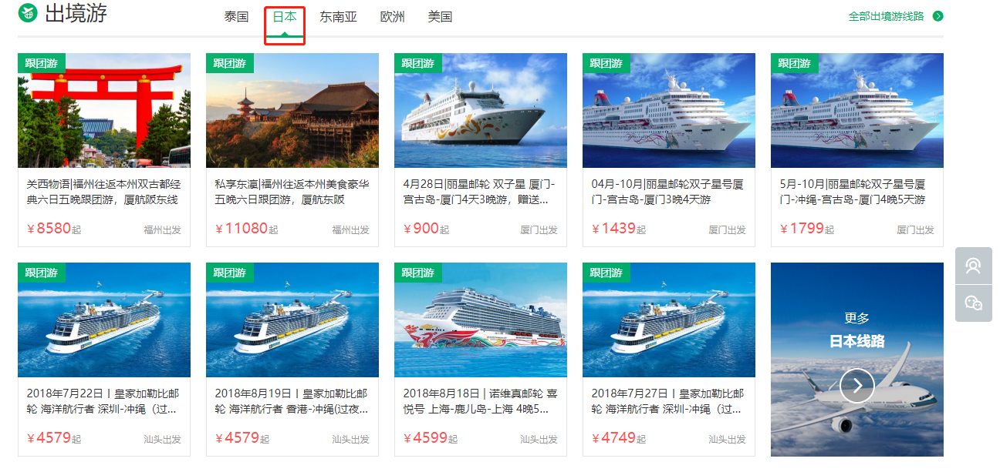 出境游
泰国 日本 东南亚 欧洲 美国
全部出境游线路
跟团游
关西物语|福州往返本州双古都经
典六日五晚跟团游，厦航阪东线
￥8580起 福州出发
跟团游
私享东瀛|福州往返本州美食豪华
五晚六日跟团游，厦航东阪
￥11080起 福州出发
跟团游
4月28日|丽星邮轮 双子星 厦门-
宫古岛-厦门4天3晚游，赠送...
￥900起 厦门出发
跟团游
04月-10月|丽星邮轮双子星号厦
门-宫古岛-厦门3晚4天游
￥1439起 厦门出发
跟团游
5月-10月|丽星邮轮双子星号厦
门-冲绳-宫古岛-厦门4晚5天游
￥1799起 厦门出发
跟团游
2018年7月22日丨皇家加勒比邮
轮 海洋航行者 深圳-冲绳（过...
￥4579起 汕头出发
跟团游
2018年8月19日丨皇家加勒比邮
轮 海洋航行者 香港-冲绳(过夜...
￥4579起 汕头出发
跟团游
2018年8月18日 | 诺维真邮轮 喜
悦号 上海-鹿儿岛-上海 4晚5...
￥4599起 汕头出发
跟团游
2018年7月27日丨皇家加勒比邮
轮 海洋航行者 深圳-冲绳（过...
￥4749起 汕头出发
更多
日本线路